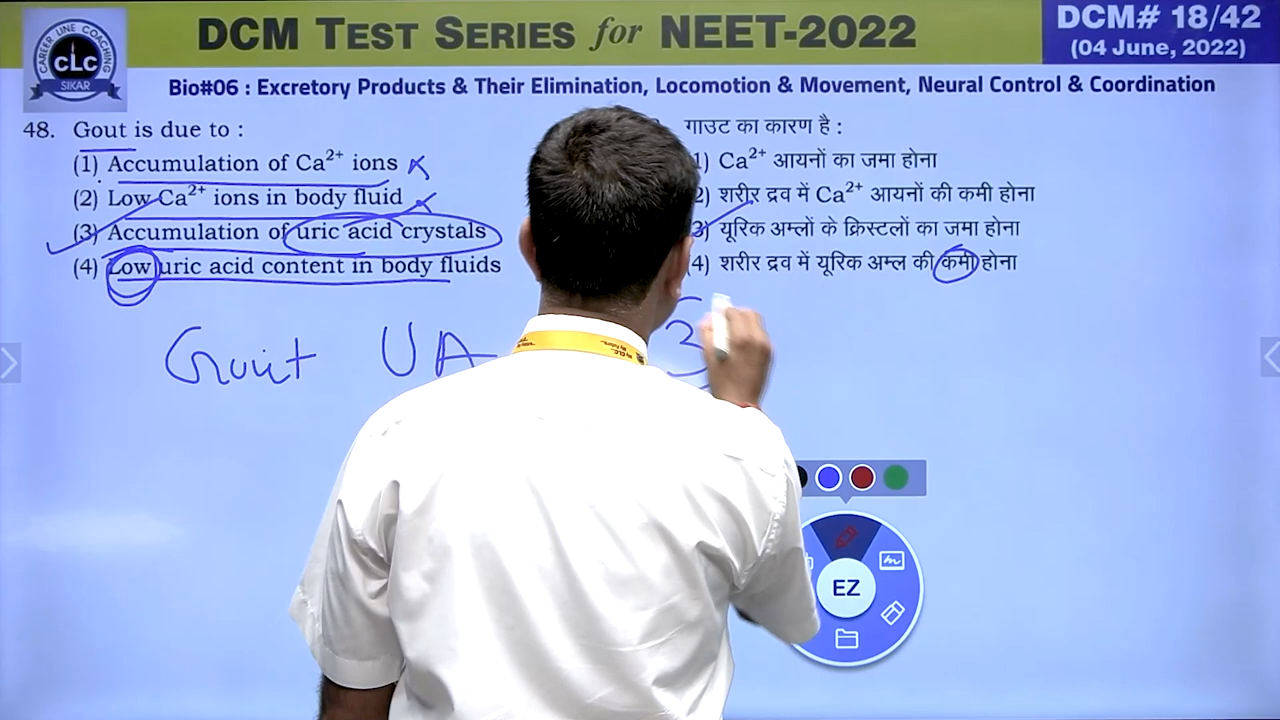 DCM TEST SERIES for NEET-2022
DCM# 18/42
(04 June, 2022)
CAREER LINE COACHING
CLC
SIKAR
Bio#06 : Excretory Products & Their Elimination, Locomotion & Movement, Neural Control & Coordination
48. Gout is due to :
(1) Accumulation of Ca2+ ions
(2) Low Ca2+ ions in body fluid
(3) Accumulation of uric acid crystals
(4) Low uric acid content in body fluids
गाउट का कारण है :
1) Ca2+ आयनों का जमा होना
2) शरीर द्रव में Ca2+ आयनों की कमी होना
3) यूरिक अम्लों के क्रिस्टलों का जमा होना
(4) शरीर द्रव में यूरिक अम्ल की कमी होना
Gout UA 3
My CLC
EZ